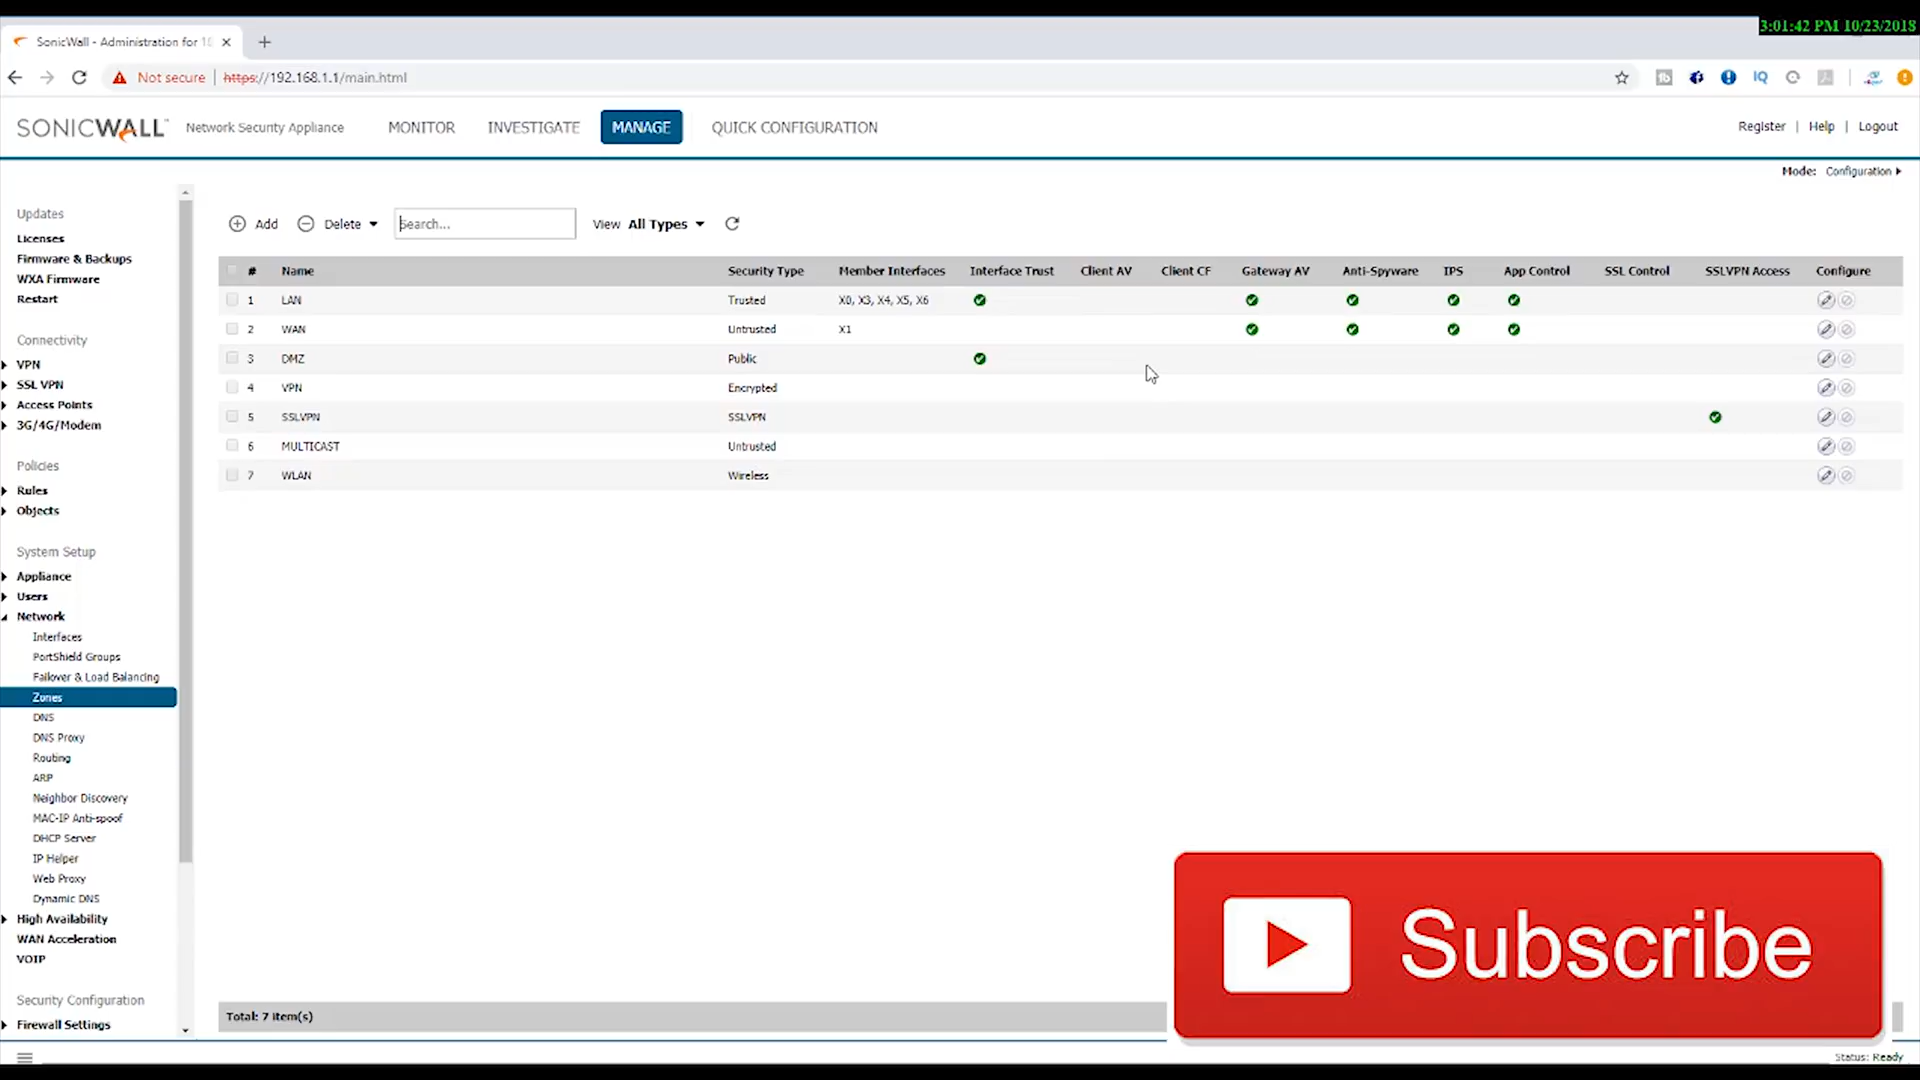 3:01:42 PM 10/23/2018
SonicWall - Administration for 10
Not secure | https://192.168.1.1/main.html
SONICWALL Network Security Appliance MONITOR INVESTIGATE MANAGE QUICK CONFIGURATION Register | Help | Logout
Mode: Configuration
Updates
Licenses
Firmware & Backups
WXA Firmware
Restart
Connectivity
VPN
SSL VPN
Access Points
3G/4G/Modem
Policies
Rules
Objects
System Setup
Appliance
Users
Network
Interfaces
PortShield Groups
Failover & Load Balancing
Zones
DNS
DNS Proxy
Routing
ARP
Neighbor Discovery
MAC-IP Anti-spoof
DHCP Server
IP Helper
Web Proxy
Dynamic DNS
High Availability
WAN Acceleration
VOIP
Security Configuration
Firewall Settings
Add Delete Search... View All Types
# Name Security Type Member Interfaces Interface Trust Client AV Client CF Gateway AV Anti-Spyware IPS App Control SSL Control SSLVPN Access Configure
1 LAN Trusted X0, X3, X4, X5, X6
2 WAN Untrusted X1
3 DMZ Public
4 VPN Encrypted
5 SSLVPN SSLVPN
6 MULTICAST Untrusted
7 WLAN Wireless
Total: 7 item(s)
Subscribe
Status: Ready